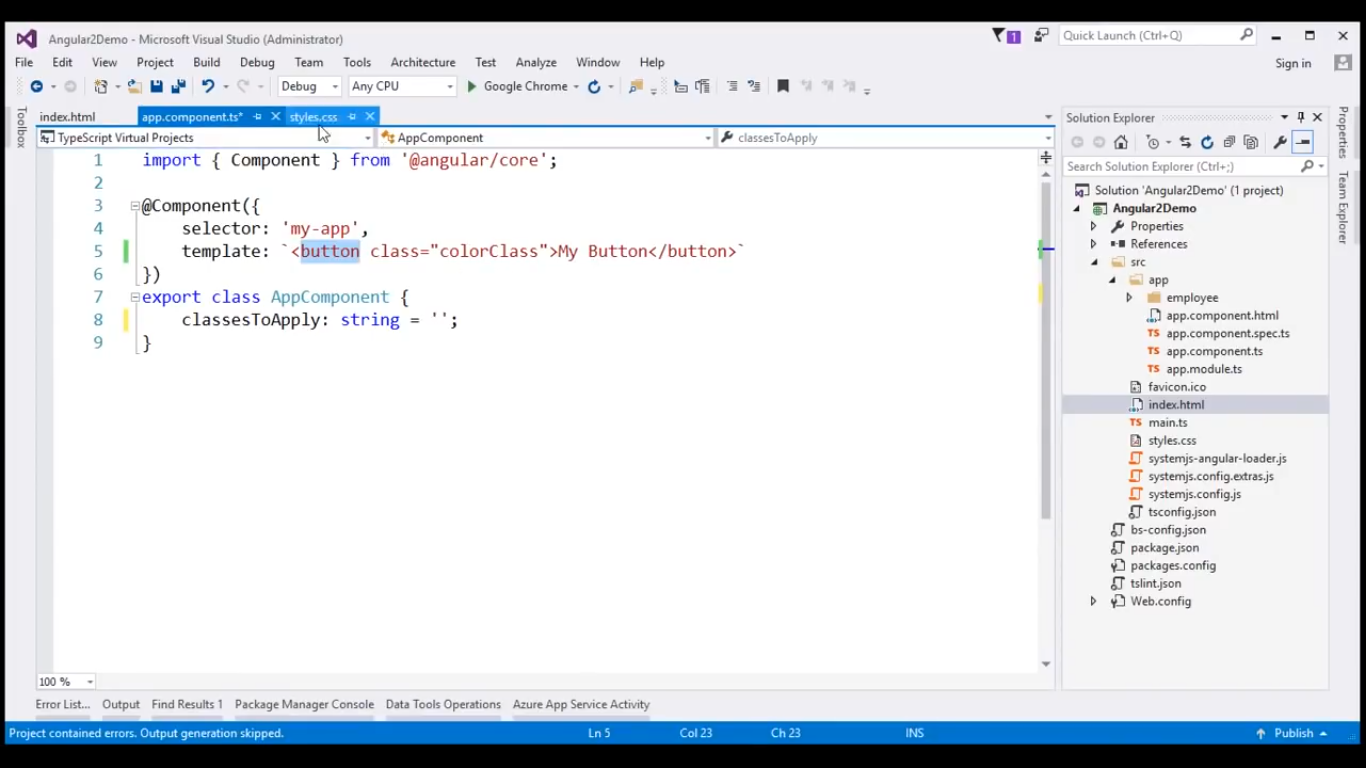 Angular2Demo - Microsoft Visual Studio (Administrator)
1
Quick Launch (Ctrl+Q)
File Edit View Project Build Debug Team Tools Architecture Test Analyze Window Help
Sign in
Debug Any CPU Google Chrome
Toolbox
index.html app.component.ts* styles.css
TypeScript Virtual Projects AppComponent classesToApply
1 import { Component } from '@angular/core';
2
3 @Component({
4 selector: 'my-app',
5 template: `<button class="colorClass">My Button</button>`
6 })
7 export class AppComponent {
8 classesToApply: string = '';
9 }
100 %
Solution Explorer
Search Solution Explorer (Ctrl+;)
Solution 'Angular2Demo' (1 project)
Angular2Demo
Properties
References
src
app
employee
app.component.html
TS app.component.spec.ts
TS app.component.ts
TS app.module.ts
favicon.ico
index.html
TS main.ts
styles.css
systemjs-angular-loader.js
systemjs.config.extras.js
systemjs.config.js
tsconfig.json
bs-config.json
package.json
packages.config
tslint.json
Web.config
Properties
Team Explorer
Error List... Output Find Results 1 Package Manager Console Data Tools Operations Azure App Service Activity
Project contained errors. Output generation skipped. Ln 5 Col 23 Ch 23 INS Publish